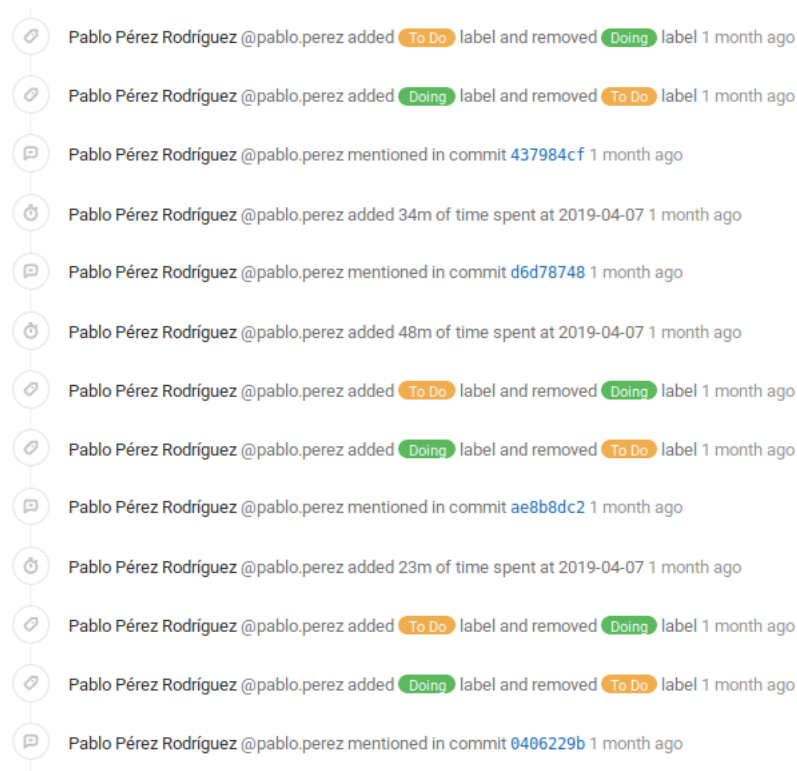 Pablo Pérez Rodríguez @pablo.perez added To Do label and removed Doing label 1 month ago
Pablo Pérez Rodríguez @pablo.perez added Doing label and removed To Do label 1 month ago
Pablo Pérez Rodríguez @pablo.perez mentioned in commit 437984cf 1 month ago
Pablo Pérez Rodríguez @pablo.perez added 34m of time spent at 2019-04-07 1 month ago
Pablo Pérez Rodríguez @pablo.perez mentioned in commit d6d78748 1 month ago
Pablo Pérez Rodríguez @pablo.perez added 48m of time spent at 2019-04-07 1 month ago
Pablo Pérez Rodríguez @pablo.perez added To Do label and removed Doing label 1 month ago
Pablo Pérez Rodríguez @pablo.perez added Doing label and removed To Do label 1 month ago
Pablo Pérez Rodríguez @pablo.perez mentioned in commit ae8b8dc2 1 month ago
Pablo Pérez Rodríguez @pablo.perez added 23m of time spent at 2019-04-07 1 month ago
Pablo Pérez Rodríguez @pablo.perez added To Do label and removed Doing label 1 month ago
Pablo Pérez Rodríguez @pablo.perez added Doing label and removed To Do label 1 month ago
Pablo Pérez Rodríguez @pablo.perez mentioned in commit 0406229b 1 month ago